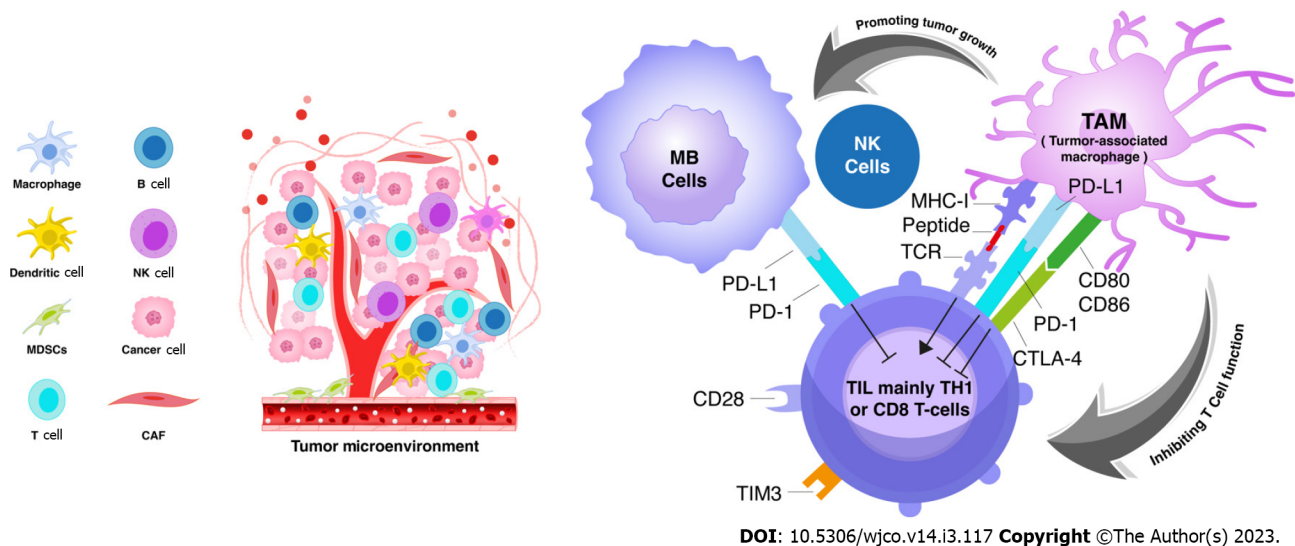 Macrophage
B cell
Dendritic cell
NK cell
MDSCs
Cancer cell
T cell
CAF
Tumor microenvironment
Promoting tumor growth
MB
Cells
NK
Cells
TAM
( Turmor-associated
macrophage )
PD-L1
MHC-I
Peptide
TCR
PD-L1
PD-1
CD80
CD86
PD-1
CTLA-4
CD28
TIL mainly TH1
or CD8 T-cells
TIM3
Inhibiting T Cell function
DOI: 10.5306/wjco.v14.i3.117 Copyright ©The Author(s) 2023.